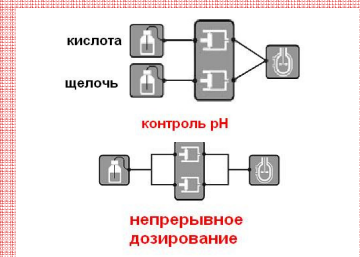 кислота
щелочь
контроль pH
непрерывное
дозирование